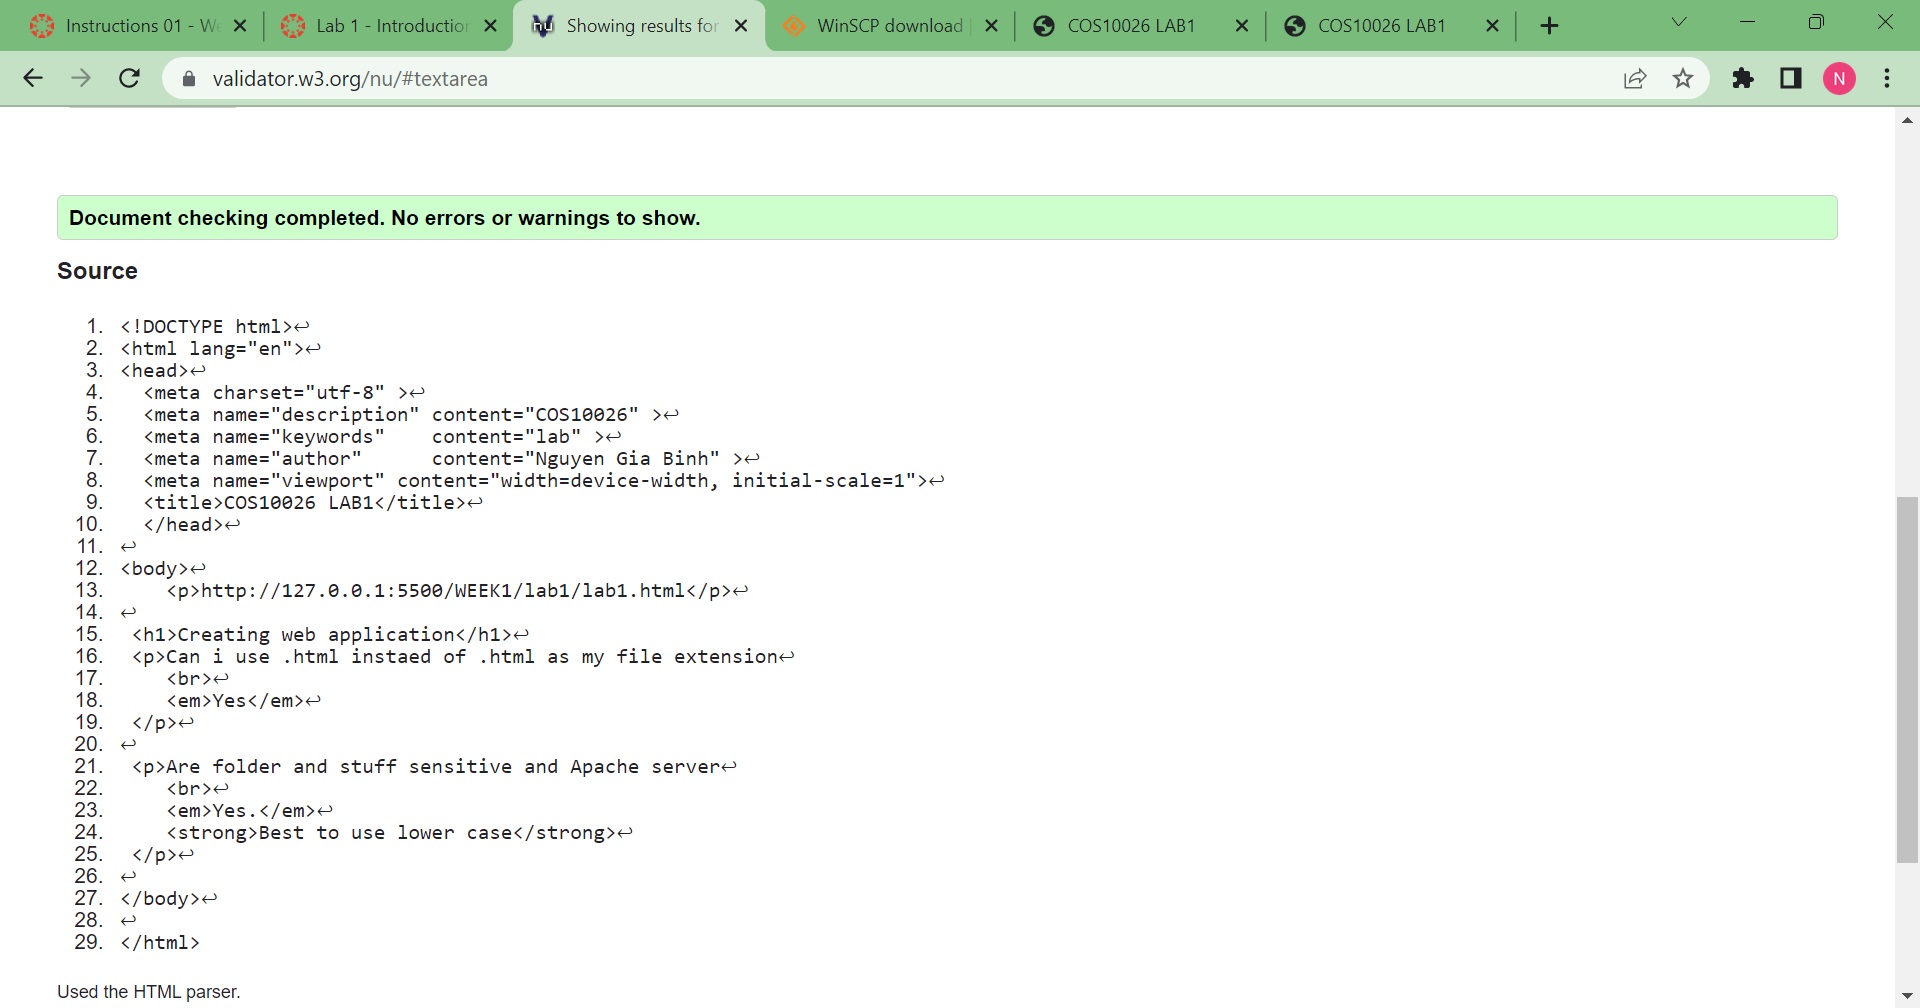 Instructions 01 - We
Lab 1 - Introduction
Showing results for
WinSCP download
COS10026 LAB1
COS10026 LAB1
validator.w3.org/nu/#textarea
N
Document checking completed. No errors or warnings to show.
Source
1. <!DOCTYPE html>↩
2. <html lang="en">↩
3. <head>↩
4. <meta charset="utf-8" >↩
5. <meta name="description" content="COS10026" >↩
6. <meta name="keywords"    content="lab" >↩
7. <meta name="author"      content="Nguyen Gia Binh" >↩
8. <meta name="viewport" content="width=device-width, initial-scale=1">↩
9. <title>COS10026 LAB1</title>↩
10. </head>↩
11. ↩
12. <body>↩
13. <p>http://127.0.0.1:5500/WEEK1/lab1/lab1.html</p>↩
14. ↩
15. <h1>Creating web application</h1>↩
16. <p>Can i use .html instaed of .html as my file extension↩
17. <br>↩
18. <em>Yes</em>↩
19. </p>↩
20. ↩
21. <p>Are folder and stuff sensitive and Apache server↩
22. <br>↩
23. <em>Yes.</em>↩
24. <strong>Best to use lower case</strong>↩
25. </p>↩
26. ↩
27. </body>↩
28. ↩
29. </html>
Used the HTML parser.